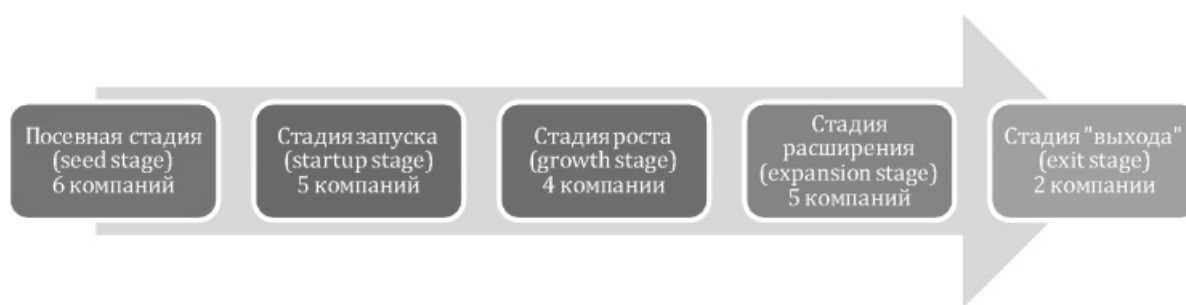 Посевная стадия
(seed stage)
6 компаний
Стадия запуска
(startup stage)
5 компаний
Стадия роста
(growth stage)
4 компании
Стадия
расширения
(expansion stage)
5 компаний
Стадия "выхода"
(exit stage)
2 компании